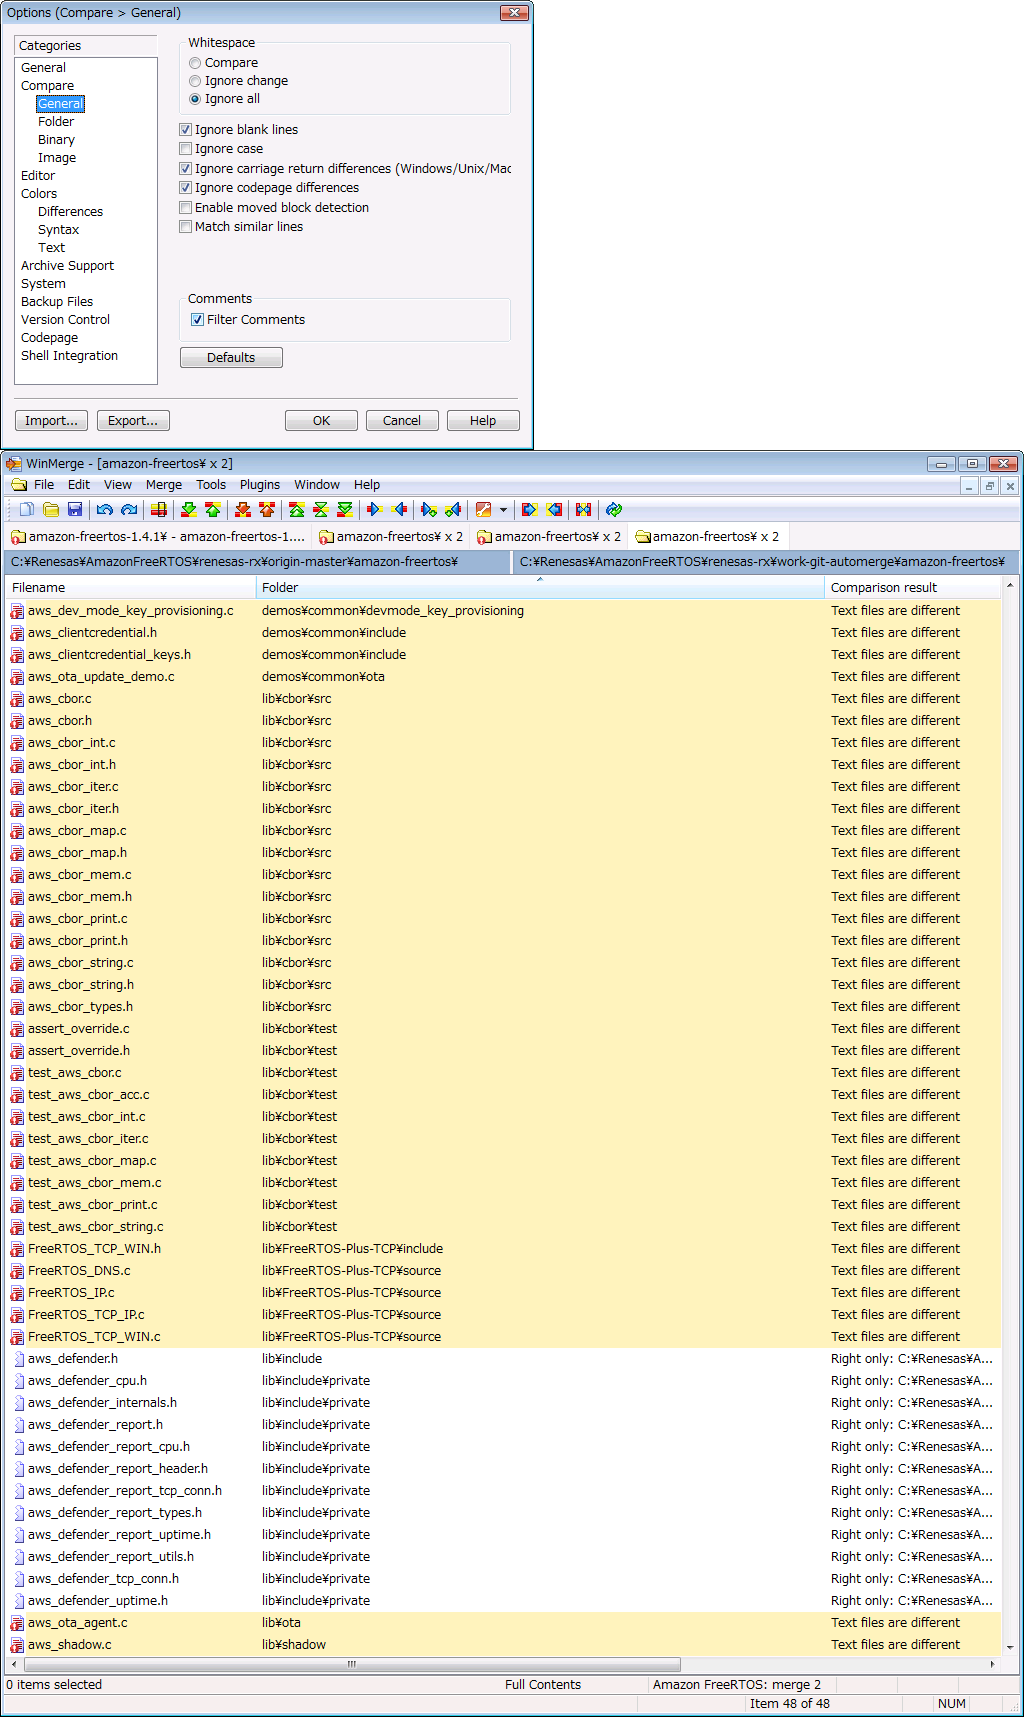 Options (Compare > General)
Categories
General
Compare
General
Folder
Binary
Image
Editor
Colors
Differences
Syntax
Text
Archive Support
System
Backup Files
Version Control
Codepage
Shell Integration
Whitespace
Compare
Ignore change
Ignore all
Ignore blank lines
Ignore case
Ignore carriage return differences (Windows/Unix/Mac
Ignore codepage differences
Enable moved block detection
Match similar lines
Comments
Filter Comments
Defaults
Import... Export... OK Cancel Help
WinMerge - [amazon-freertos¥ x 2]
File Edit View Merge Tools Plugins Window Help
amazon-freertos-1.4.1¥ - amazon-freertos-1.... amazon-freertos¥ x 2 amazon-freertos¥ x 2 amazon-freertos¥ x 2
C:¥Renesas¥AmazonFreeRTOS¥renesas-rx¥origin-master¥amazon-freertos¥ C:¥Renesas¥AmazonFreeRTOS¥renesas-rx¥work-git-automerge¥amazon-freertos¥
Filename Folder Comparison result
aws_dev_mode_key_provisioning.c demos¥common¥devmode_key_provisioning Text files are different
aws_clientcredential.h demos¥common¥include Text files are different
aws_clientcredential_keys.h demos¥common¥include Text files are different
aws_ota_update_demo.c demos¥common¥ota Text files are different
aws_cbor.c lib¥cbor¥src Text files are different
aws_cbor.h lib¥cbor¥src Text files are different
aws_cbor_int.c lib¥cbor¥src Text files are different
aws_cbor_int.h lib¥cbor¥src Text files are different
aws_cbor_iter.c lib¥cbor¥src Text files are different
aws_cbor_iter.h lib¥cbor¥src Text files are different
aws_cbor_map.c lib¥cbor¥src Text files are different
aws_cbor_map.h lib¥cbor¥src Text files are different
aws_cbor_mem.c lib¥cbor¥src Text files are different
aws_cbor_mem.h lib¥cbor¥src Text files are different
aws_cbor_print.c lib¥cbor¥src Text files are different
aws_cbor_print.h lib¥cbor¥src Text files are different
aws_cbor_string.c lib¥cbor¥src Text files are different
aws_cbor_string.h lib¥cbor¥src Text files are different
aws_cbor_types.h lib¥cbor¥src Text files are different
assert_override.c lib¥cbor¥test Text files are different
assert_override.h lib¥cbor¥test Text files are different
test_aws_cbor.c lib¥cbor¥test Text files are different
test_aws_cbor_acc.c lib¥cbor¥test Text files are different
test_aws_cbor_int.c lib¥cbor¥test Text files are different
test_aws_cbor_iter.c lib¥cbor¥test Text files are different
test_aws_cbor_map.c lib¥cbor¥test Text files are different
test_aws_cbor_mem.c lib¥cbor¥test Text files are different
test_aws_cbor_print.c lib¥cbor¥test Text files are different
test_aws_cbor_string.c lib¥cbor¥test Text files are different
FreeRTOS_TCP_WIN.h lib¥FreeRTOS-Plus-TCP¥include Text files are different
FreeRTOS_DNS.c lib¥FreeRTOS-Plus-TCP¥source Text files are different
FreeRTOS_IP.c lib¥FreeRTOS-Plus-TCP¥source Text files are different
FreeRTOS_TCP_IP.c lib¥FreeRTOS-Plus-TCP¥source Text files are different
FreeRTOS_TCP_WIN.c lib¥FreeRTOS-Plus-TCP¥source Text files are different
aws_defender.h lib¥include Right only: C:¥Renesas¥A...
aws_defender_cpu.h lib¥include¥private Right only: C:¥Renesas¥A...
aws_defender_internals.h lib¥include¥private Right only: C:¥Renesas¥A...
aws_defender_report.h lib¥include¥private Right only: C:¥Renesas¥A...
aws_defender_report_cpu.h lib¥include¥private Right only: C:¥Renesas¥A...
aws_defender_report_header.h lib¥include¥private Right only: C:¥Renesas¥A...
aws_defender_report_tcp_conn.h lib¥include¥private Right only: C:¥Renesas¥A...
aws_defender_report_types.h lib¥include¥private Right only: C:¥Renesas¥A...
aws_defender_report_uptime.h lib¥include¥private Right only: C:¥Renesas¥A...
aws_defender_report_utils.h lib¥include¥private Right only: C:¥Renesas¥A...
aws_defender_tcp_conn.h lib¥include¥private Right only: C:¥Renesas¥A...
aws_defender_uptime.h lib¥include¥private Right only: C:¥Renesas¥A...
aws_ota_agent.c lib¥ota Text files are different
aws_shadow.c lib¥shadow Text files are different
0 items selected Full Contents Amazon FreeRTOS: merge 2
Item 48 of 48 NUM